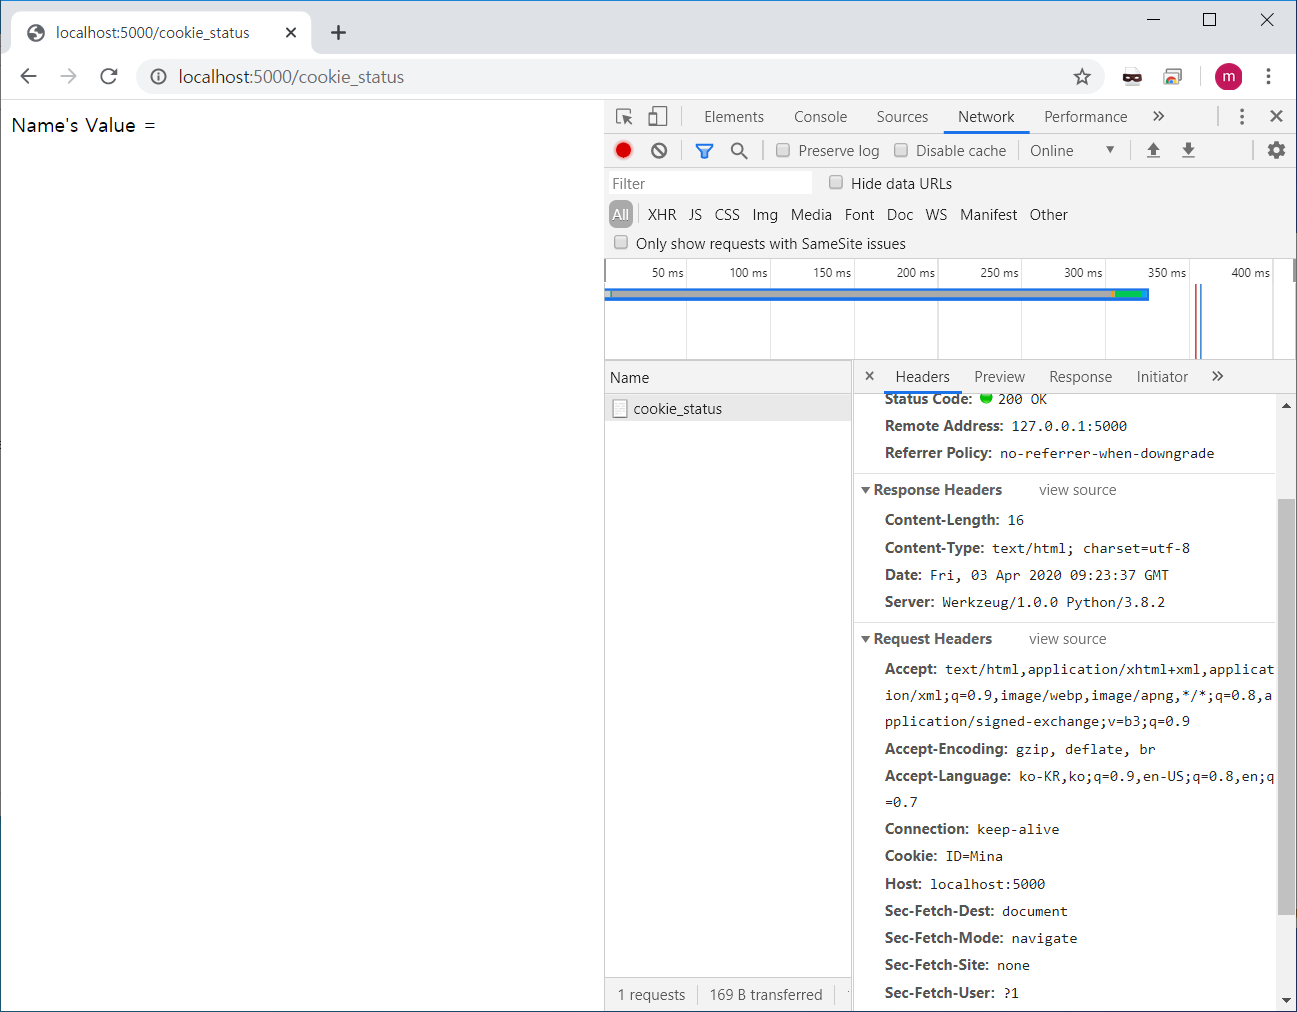 localhost:5000/cookie_status
localhost:5000/cookie_status
m
Name's Value =
Elements Console Sources Network Performance »
Preserve log Disable cache Online
Filter Hide data URLs
All XHR JS CSS Img Media Font Doc WS Manifest Other
Only show requests with SameSite issues
50 ms 100 ms 150 ms 200 ms 250 ms 300 ms 350 ms 400 ms
Name
cookie_status
1 requests 169 B transferred
Headers Preview Response Initiator »
Status Code: 200 OK
Remote Address: 127.0.0.1:5000
Referrer Policy: no-referrer-when-downgrade
Response Headers view source
Content-Length: 16
Content-Type: text/html; charset=utf-8
Date: Fri, 03 Apr 2020 09:23:37 GMT
Server: Werkzeug/1.0.0 Python/3.8.2
Request Headers view source
Accept: text/html,application/xhtml+xml,applicat
ion/xml;q=0.9,image/webp,image/apng,*/*;q=0.8,a
pplication/signed-exchange;v=b3;q=0.9
Accept-Encoding: gzip, deflate, br
Accept-Language: ko-KR,ko;q=0.9,en-US;q=0.8,en;q
=0.7
Connection: keep-alive
Cookie: ID=Mina
Host: localhost:5000
Sec-Fetch-Dest: document
Sec-Fetch-Mode: navigate
Sec-Fetch-Site: none
Sec-Fetch-User: ?1